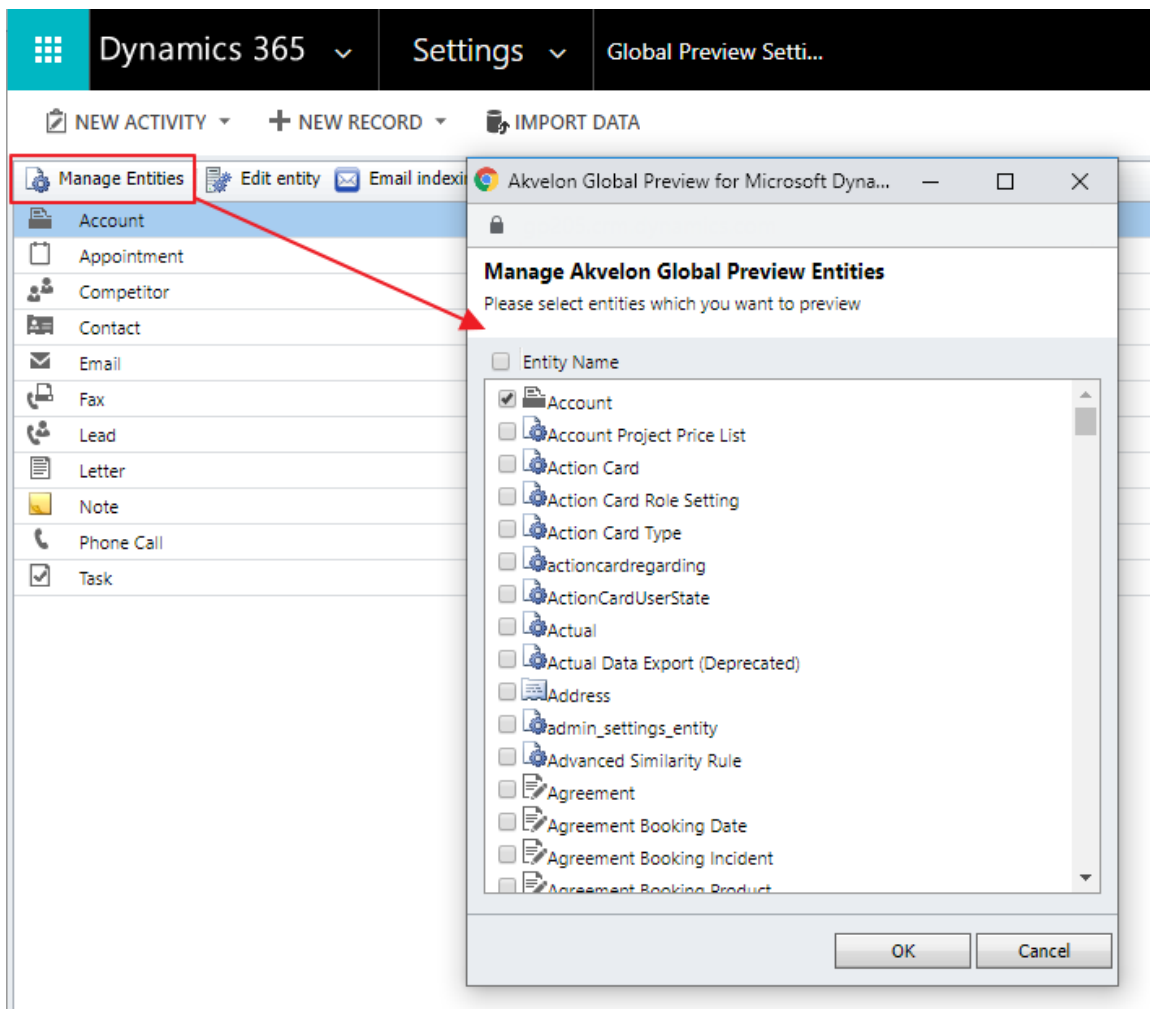 Dynamics 365 Settings Global Preview Setti...
NEW ACTIVITY NEW RECORD IMPORT DATA
Manage Entities Edit entity Email indexi
Account
Appointment
Competitor
Contact
Email
Fax
Lead
Letter
Note
Phone Call
Task
Akvelon Global Preview for Microsoft Dyna...
Manage Akvelon Global Preview Entities
Please select entities which you want to preview
Entity Name
Account
Account Project Price List
Action Card
Action Card Role Setting
Action Card Type
actioncardregarding
ActionCardUserState
Actual
Actual Data Export (Deprecated)
Address
admin_settings_entity
Advanced Similarity Rule
Agreement
Agreement Booking Date
Agreement Booking Incident
Agreement Booking Product
OK Cancel